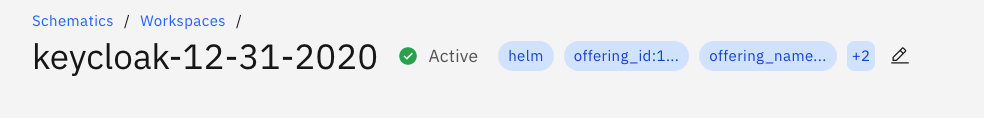 Schematics / Workspaces /
keycloak-12-31-2020 Active helm offering_id:1... offering_name... +2